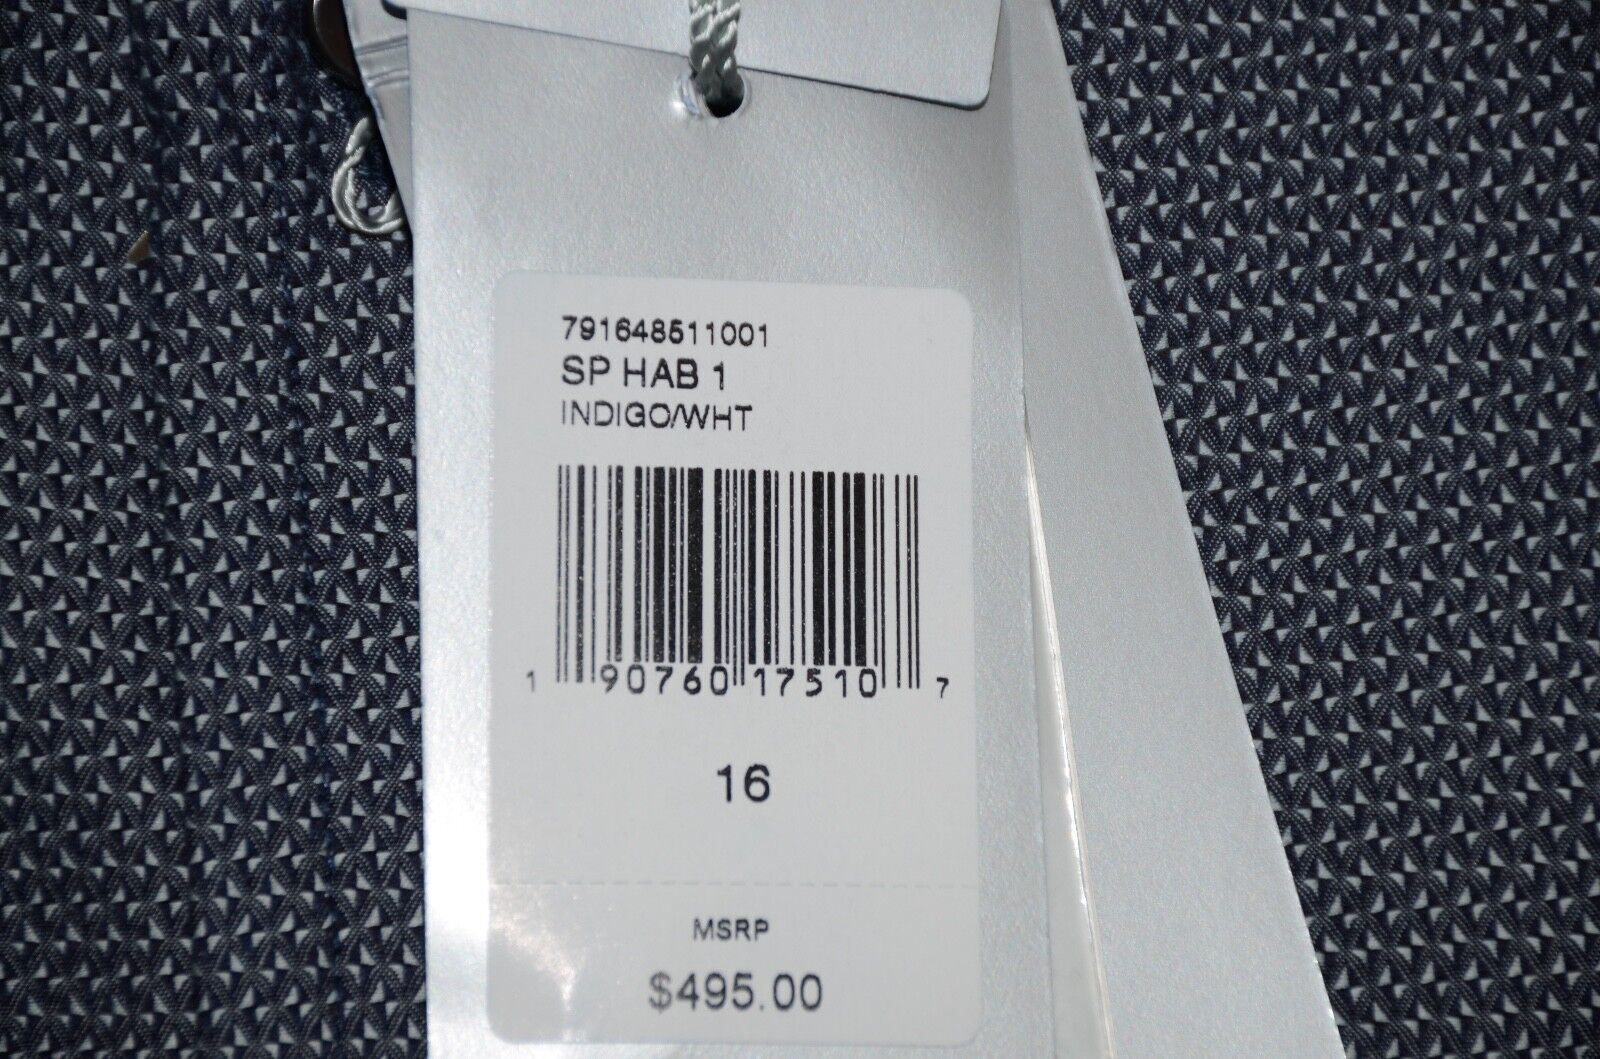 791648511001
SP HAB 1
INDIGO/WHT
1 90760 17510 7
16
MSRP
$495.00